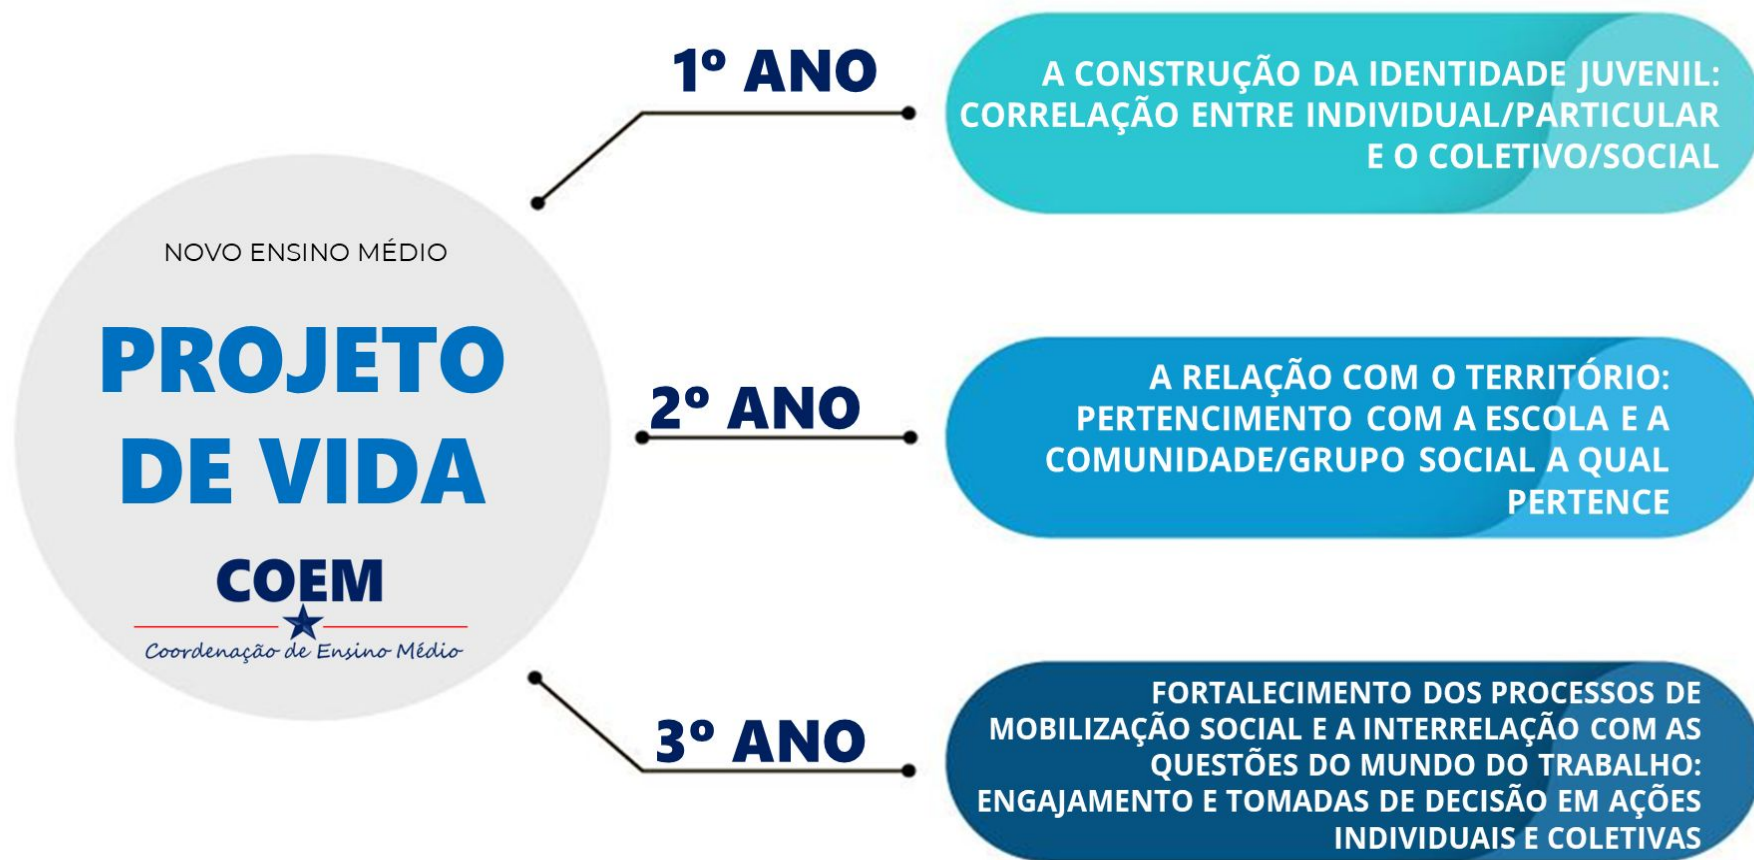 NOVO ENSINO MÉDIO
PROJETO
DE VIDA
COEM
Coordenação de Ensino Médio
1º ANO
A CONSTRUÇÃO DA IDENTIDADE JUVENIL:
CORRELAÇÃO ENTRE INDIVIDUAL/PARTICULAR
E O COLETIVO/SOCIAL
2º ANO
A RELAÇÃO COM O TERRITÓRIO:
PERTENCIMENTO COM A ESCOLA E A
COMUNIDADE/GRUPO SOCIAL A QUAL
PERTENCE
3º ANO
FORTALECIMENTO DOS PROCESSOS DE
MOBILIZAÇÃO SOCIAL E A INTERRELAÇÃO COM AS
QUESTÕES DO MUNDO DO TRABALHO:
ENGAJAMENTO E TOMADAS DE DECISÃO EM AÇÕES
INDIVIDUAIS E COLETIVAS